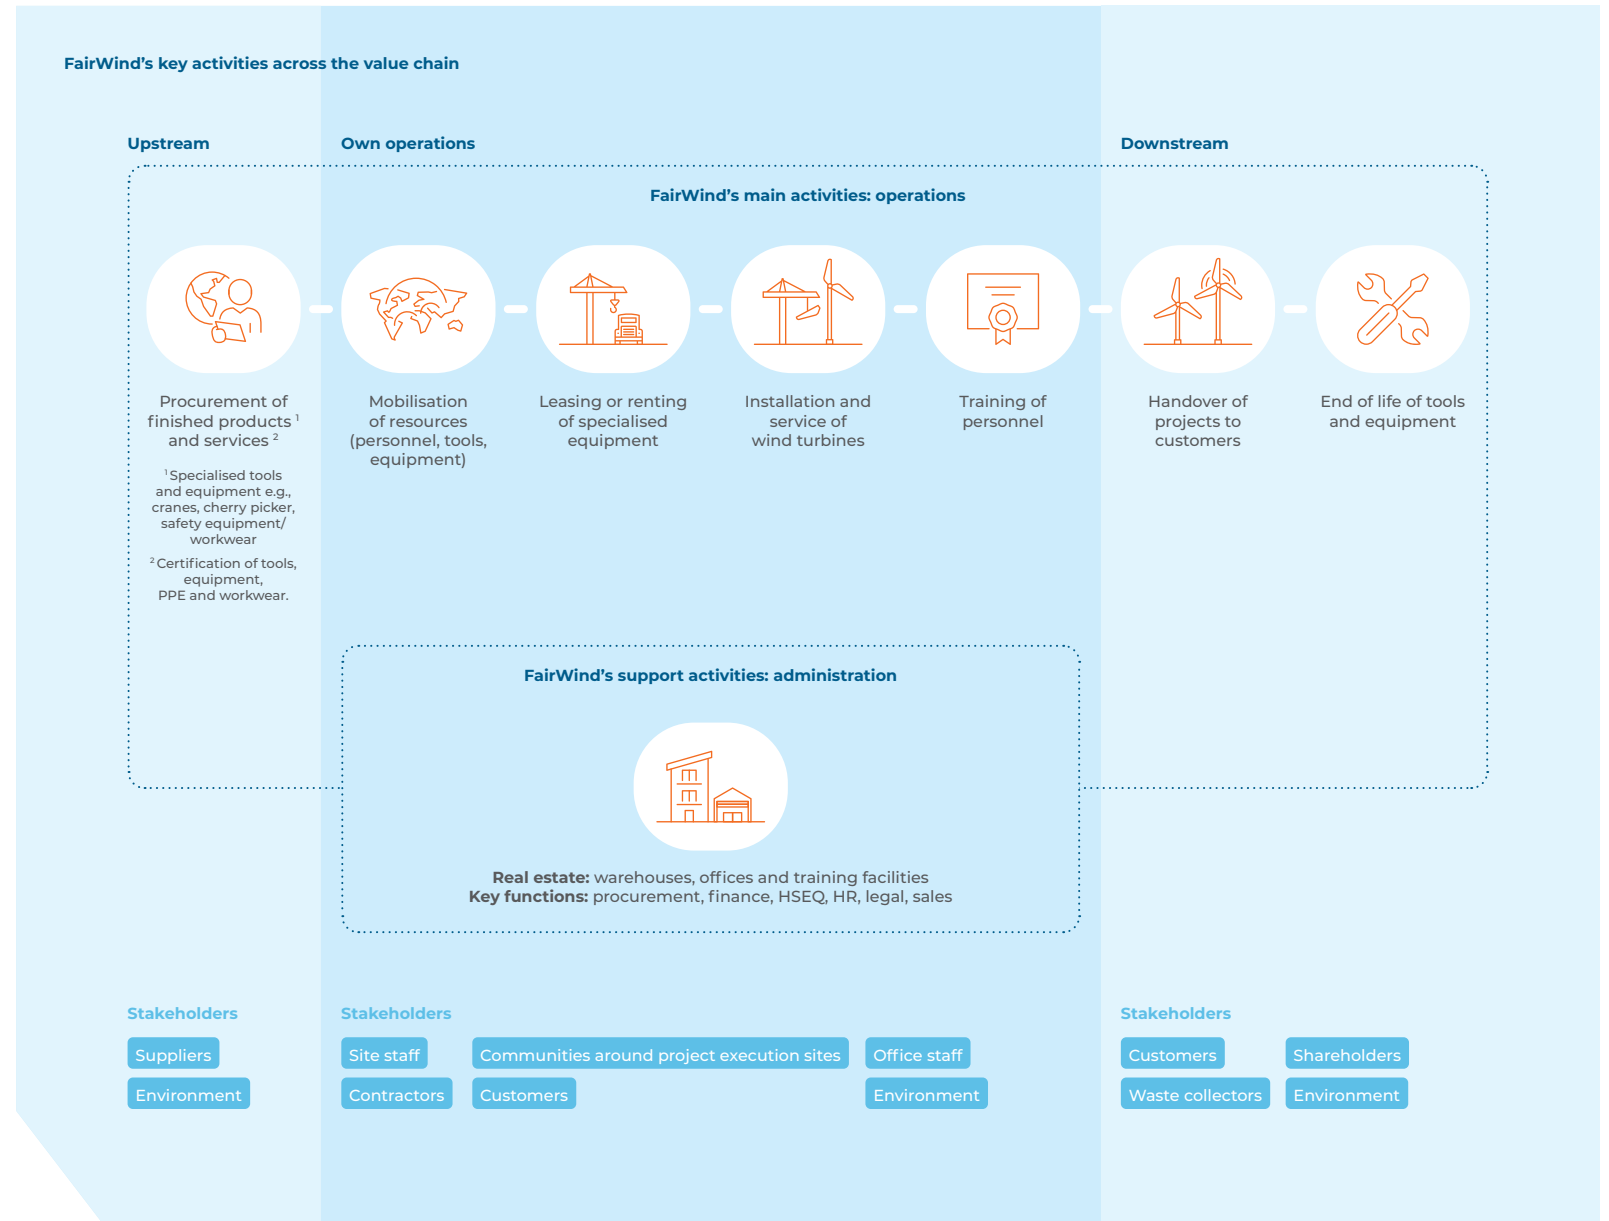 FairWind’s key activities across the value chain
Upstream
Own operations
Downstream
FairWind’s main activities: operations
Procurement of
finished products ¹
and services ²
¹ Specialised tools
and equipment e.g.,
cranes, cherry picker,
safety equipment/
workwear
² Certification of tools,
equipment,
PPE and workwear.
Mobilisation
of resources
(personnel, tools,
equipment)
Leasing or renting
of specialised
equipment
Installation and
service of
wind turbines
Training of
personnel
Handover of
projects to
customers
End of life of tools
and equipment
FairWind’s support activities: administration
Real estate: warehouses, offices and training facilities
Key functions: procurement, finance, HSEQ, HR, legal, sales
Stakeholders
Suppliers
Environment
Stakeholders
Site staff
Communities around project execution sites
Office staff
Contractors
Customers
Environment
Stakeholders
Customers
Shareholders
Waste collectors
Environment